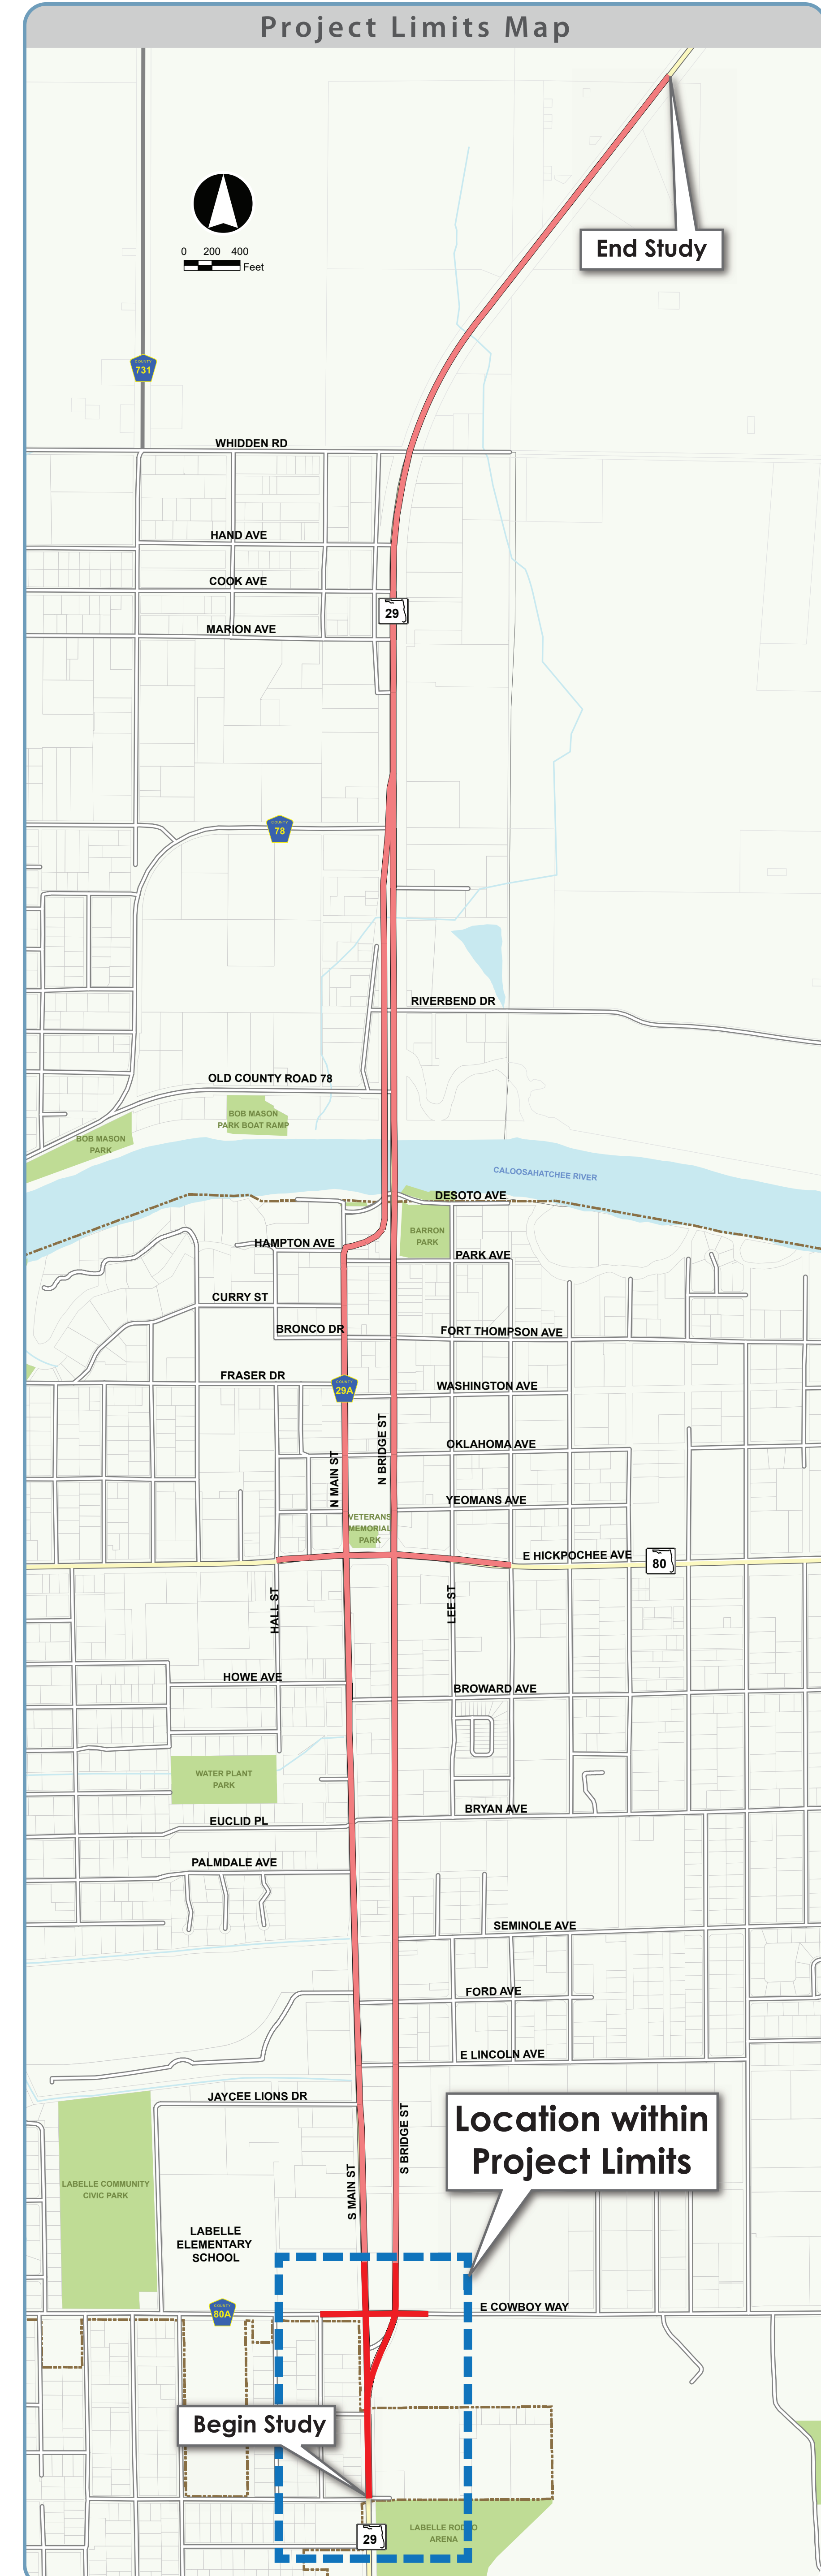 Project Limits Map
End Study
0 200 400
Feet
COUNTY
731
WHIDDEN RD
HAND AVE
COOK AVE
29
MARION AVE
COUNTY
78
RIVERBEND DR
OLD COUNTY ROAD 78
BOB MASON
PARK BOAT RAMP
BOB MASON
PARK
CALOOSAHATCHEE RIVER
DESOTO AVE
BARRON
PARK
HAMPTON AVE
PARK AVE
CURRY ST
BRONCO DR
FORT THOMPSON AVE
FRASER DR
COUNTY
29A
WASHINGTON AVE
N BRIDGE ST
OKLAHOMA AVE
N MAIN ST
YEOMANS AVE
VETERANS
MEMORIAL
PARK
E HICKPOCHEE AVE
80
HALL ST
LEE ST
HOWE AVE
BROWARD AVE
WATER PLANT
PARK
BRYAN AVE
EUCLID PL
PALMDALE AVE
SEMINOLE AVE
FORD AVE
E LINCOLN AVE
JAYCEE LIONS DR
S BRIDGE ST
Location within
Project Limits
S MAIN ST
LABELLE COMMUNITY
CIVIC PARK
LABELLE
ELEMENTARY
SCHOOL
COUNTY
80A
E COWBOY WAY
Begin Study
29
LABELLE RODEO
ARENA